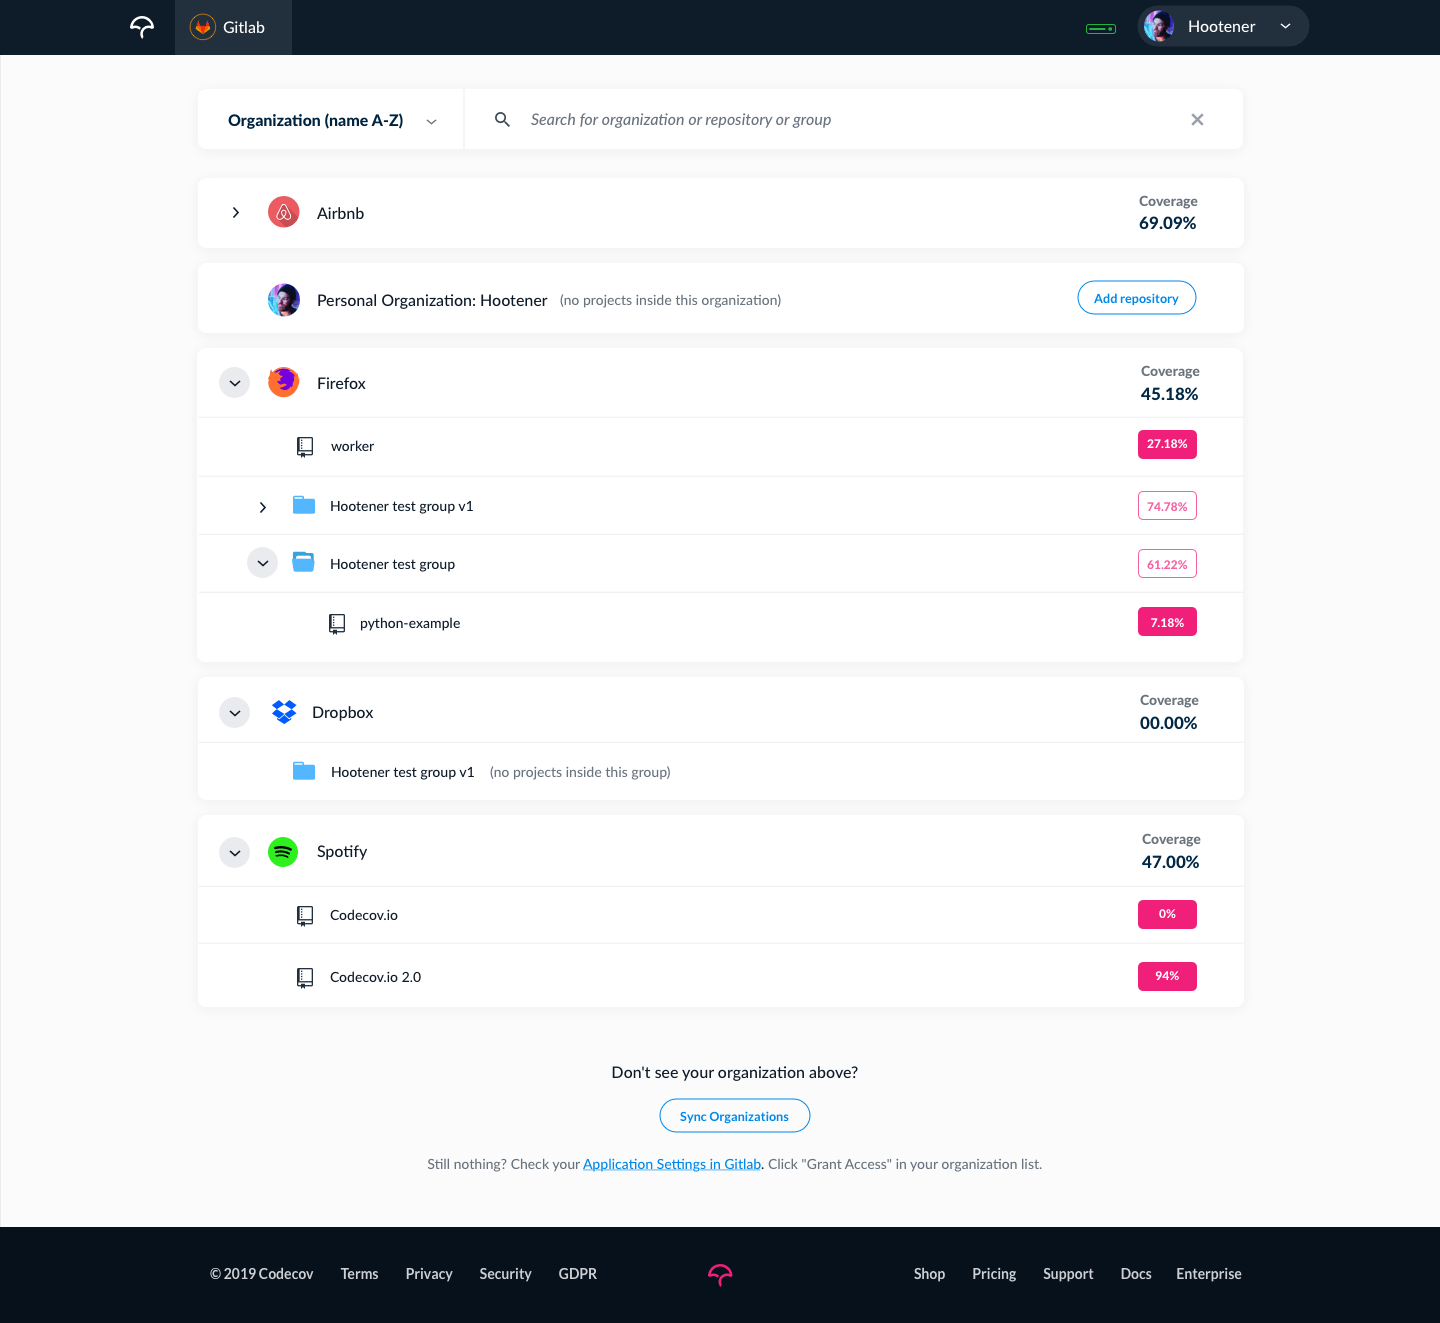 Gitlab
Hootener
Organization (name A-Z)
Search for organization or repository or group
Airbnb
Coverage
69.09%
Personal Organization: Hootener (no projects inside this organization)
Add repository
Firefox
Coverage
45.18%
worker
27.18%
Hootener test group v1
74.78%
Hootener test group
61.22%
python-example
7.18%
Dropbox
Coverage
00.00%
Hootener test group v1 (no projects inside this group)
Spotify
Coverage
47.00%
Codecov.io
0%
Codecov.io 2.0
94%
Don't see your organization above?
Sync Organizations
Still nothing? Check your Application Settings in Gitlab. Click "Grant Access" in your organization list.
© 2019 Codecov Terms Privacy Security GDPR Shop Pricing Support Docs Enterprise